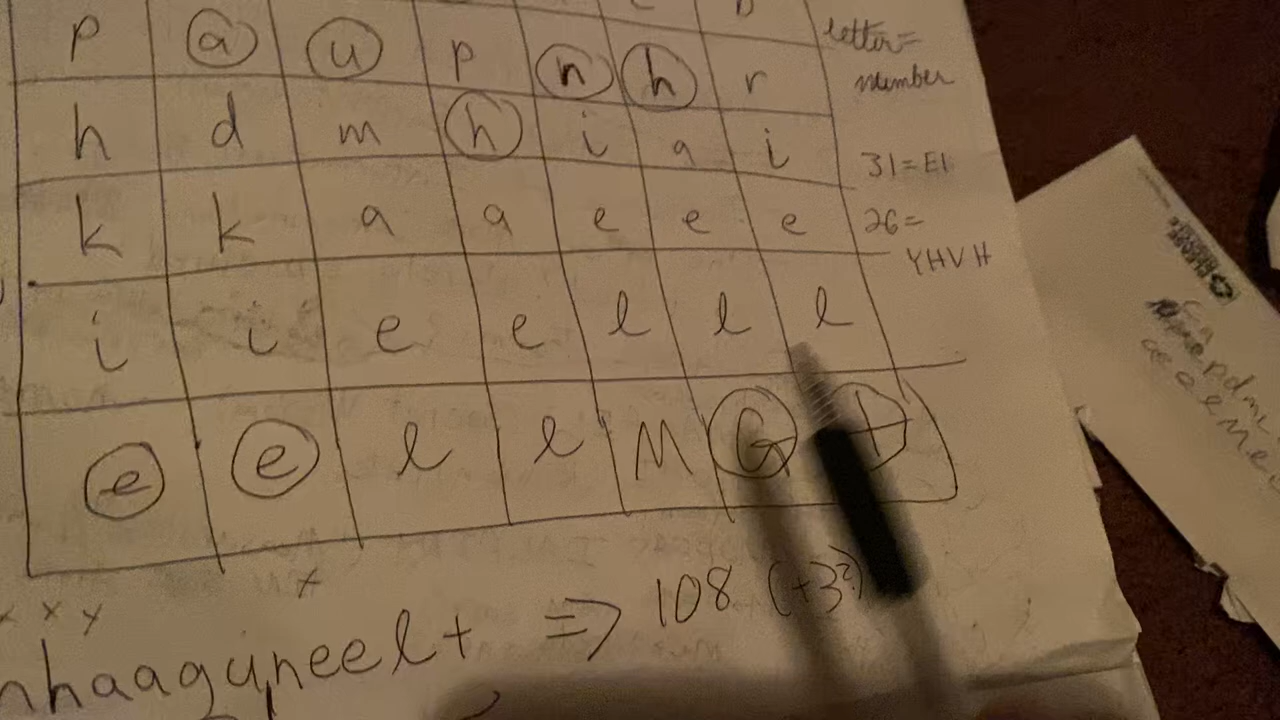 p a u p n h r
letter=
number
h d m h i a i
31=El
k k a a e e e
26=
YHVH
i i e e l l l
e e l l M G t
x x y x
nhaaguneelt => 108 (+3?)